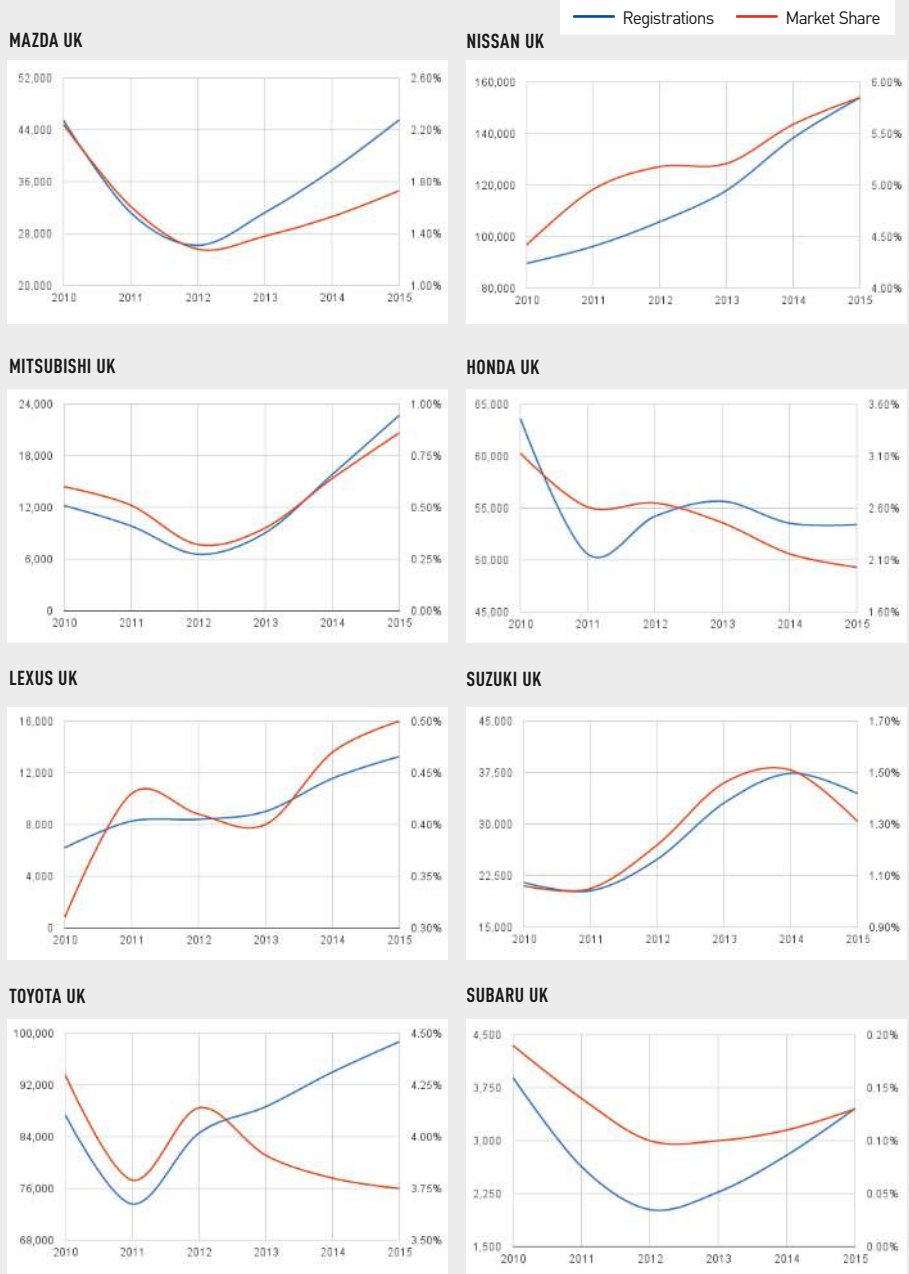 Registrations Market Share
MAZDA UK
52,000 2.60%
44,000 2.20%
36,000 1.80%
28,000 1.40%
20,000 1.00%
2010 2011 2012 2013 2014 2015
NISSAN UK
160,000 6.00%
140,000 5.50%
120,000 5.00%
100,000 4.50%
80,000 4.00%
2010 2011 2012 2013 2014 2015
MITSUBISHI UK
24,000 1.00%
18,000 0.75%
12,000 0.50%
6,000 0.25%
0 0.00%
2010 2011 2012 2013 2014 2015
HONDA UK
65,000 3.60%
60,000 3.10%
55,000 2.60%
50,000 2.10%
45,000 1.60%
2010 2011 2012 2013 2014 2015
LEXUS UK
16,000 0.50%
12,000 0.45%
8,000 0.40%
4,000 0.35%
0 0.30%
2010 2011 2012 2013 2014 2015
SUZUKI UK
45,000 1.70%
37,500 1.50%
30,000 1.30%
22,500 1.10%
15,000 0.90%
2010 2011 2012 2013 2014 2015
TOYOTA UK
100,000 4.50%
92,000 4.25%
84,000 4.00%
76,000 3.75%
68,000 3.50%
2010 2011 2012 2013 2014 2015
SUBARU UK
4,500 0.20%
3,750 0.15%
3,000 0.10%
2,250 0.05%
1,500 0.00%
2010 2011 2012 2013 2014 2015